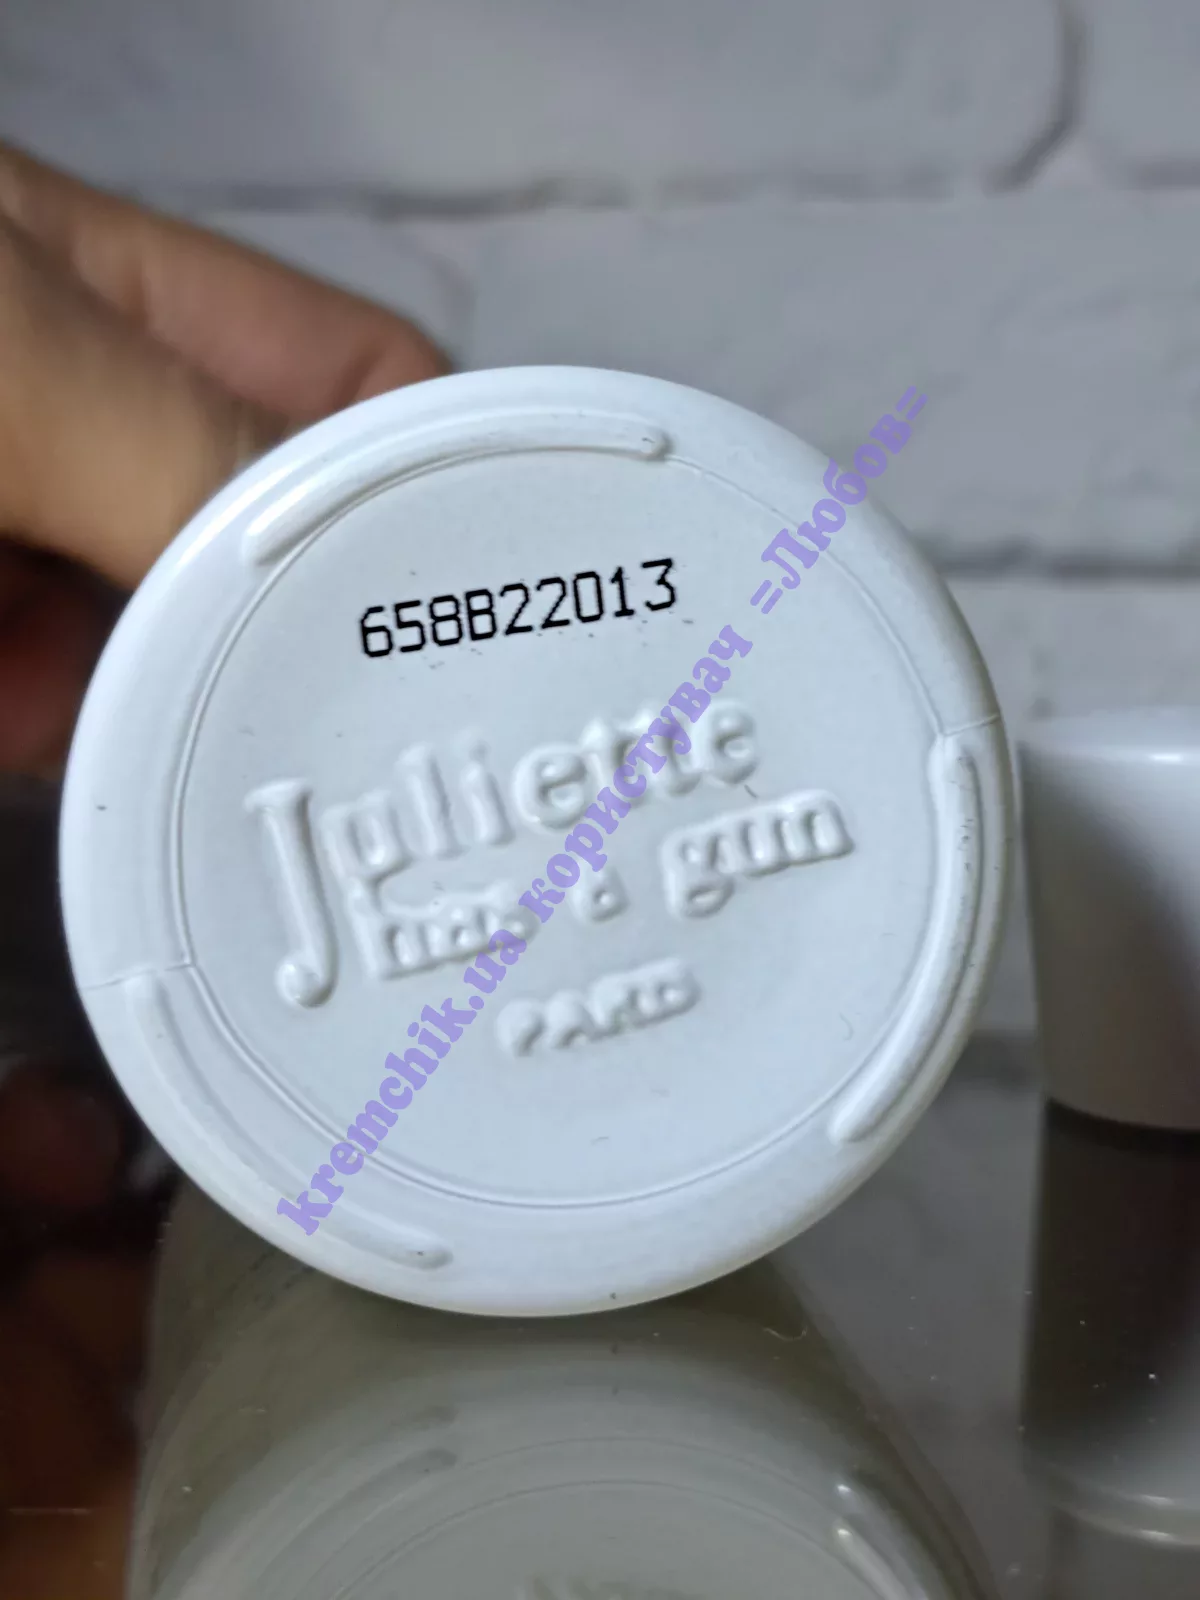 658B22013
Juliette
has a gun
PARIS
kremchik.ua користувач =Любов=